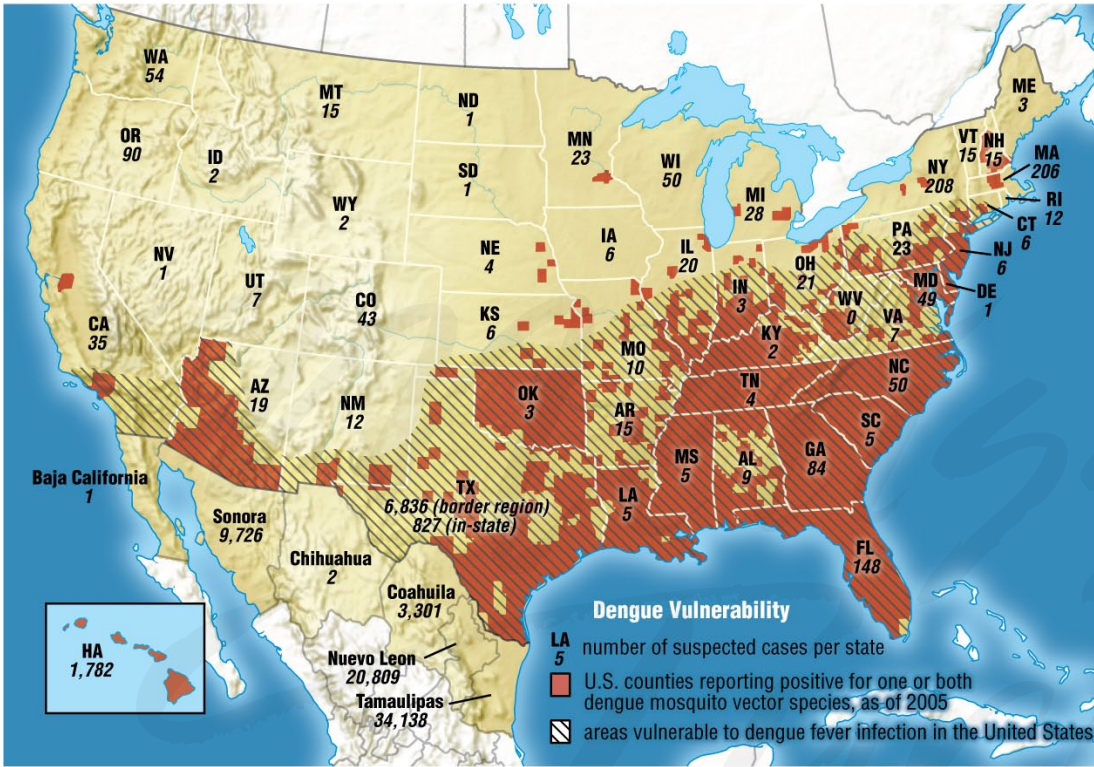 WA
54
MT
15
ND
1
ME
3
OR
90
ID
2
MN
23
VT
15
NH
15
MA
206
SD
1
WI
50
NY
208
WY
2
MI
28
RI
12
CT
6
PA
23
NE
4
IA
6
IL
20
OH
21
NJ
6
NV
1
UT
7
CO
43
IN
3
MD
49
DE
1
WV
0
VA
7
CA
35
KS
6
MO
10
KY
2
AZ
19
NM
12
OK
3
AR
15
TN
4
NC
50
SC
5
MS
5
AL
9
GA
84
Baja California
1
TX
6,836 (border region)
827 (in-state)
LA
5
Sonora
9,726
Chihuahua
2
FL
148
Coahuila
3,301
HA
1,782
Nuevo Leon
20,809
Tamaulipas
34,138
Dengue Vulnerability
LA
5
number of suspected cases per state
U.S. counties reporting positive for one or both
dengue mosquito vector species, as of 2005
areas vulnerable to dengue fever infection in the United States